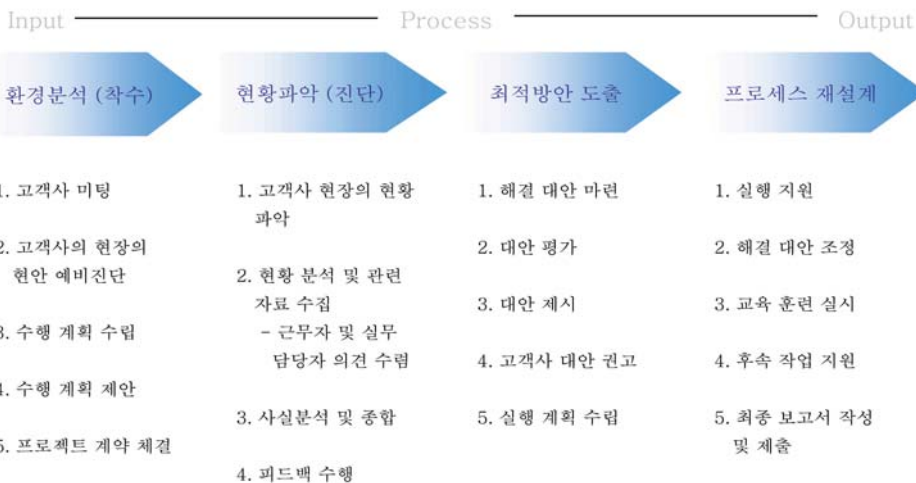 Input Process Output
환경분석 (착수)
현황파악 (진단)
최적방안 도출
프로세스 재설계
1. 고객사 미팅
2. 고객사의 현장의
현안 예비진단
3. 수행 계획 수립
4. 수행 계획 제안
5. 프로젝트 계약 체결
1. 고객사 현장의 현황
파악
2. 현황 분석 및 관련
자료 수집
- 근무자 및 실무
담당자 의견 수렴
3. 사실분석 및 종합
4. 피드백 수행
1. 해결 대안 마련
2. 대안 평가
3. 대안 제시
4. 고객사 대안 권고
5. 실행 계획 수립
1. 실행 지원
2. 해결 대안 조정
3. 교육 훈련 실시
4. 후속 작업 지원
5. 최종 보고서 작성
및 제출